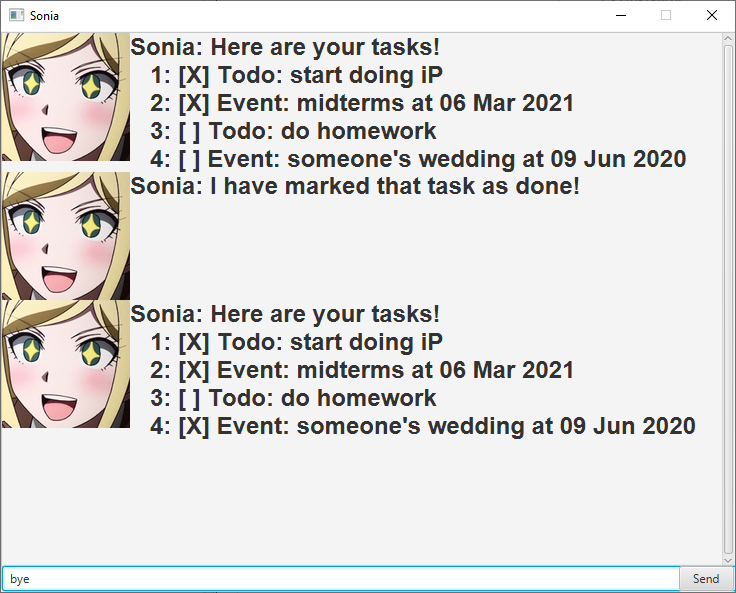 Sonia
Sonia: Here are your tasks!
1: [X] Todo: start doing iP
2: [X] Event: midterms at 06 Mar 2021
3: [ ] Todo: do homework
4: [ ] Event: someone's wedding at 09 Jun 2020
Sonia: I have marked that task as done!
Sonia: Here are your tasks!
1: [X] Todo: start doing iP
2: [X] Event: midterms at 06 Mar 2021
3: [ ] Todo: do homework
4: [X] Event: someone's wedding at 09 Jun 2020
bye
Send